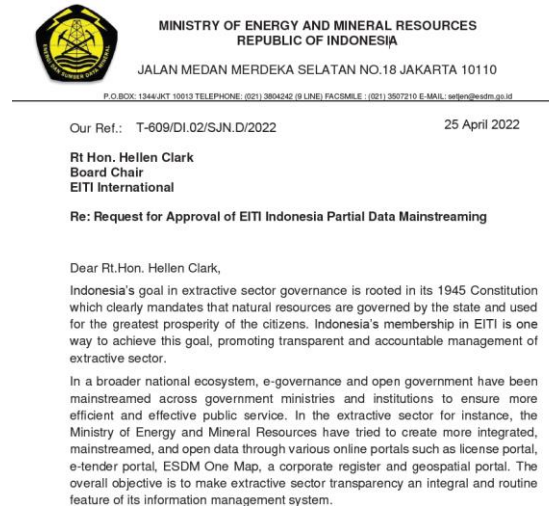 MINISTRY OF ENERGY AND MINERAL RESOURCES
REPUBLIC OF INDONESIA
JALAN MEDAN MERDEKA SELATAN NO.18 JAKARTA 10110
P.O.BOX: 1344/JKT 10013 TELEPHONE: (021) 3804242 (9 LINE) FACSMILE : (021) 3507210 E-MAIL: setjen@esdm.go.id
Our Ref.: T-609/DI.02/SJN.D/2022 25 April 2022
Rt Hon. Hellen Clark
Board Chair
EITI International
Re: Request for Approval of EITI Indonesia Partial Data Mainstreaming
Dear Rt.Hon. Hellen Clark,
Indonesia's goal in extractive sector governance is rooted in its 1945 Constitution
which clearly mandates that natural resources are governed by the state and used
for the greatest prosperity of the citizens. Indonesia's membership in EITI is one
way to achieve this goal, promoting transparent and accountable management of
extractive sector.
In a broader national ecosystem, e-governance and open government have been
mainstreamed across government ministries and institutions to ensure more
efficient and effective public service. In the extractive sector for instance, the
Ministry of Energy and Mineral Resources have tried to create more integrated,
mainstreamed, and open data through various online portals such as license portal,
e-tender portal, ESDM One Map, a corporate register and geospatial portal. The
overall objective is to make extractive sector transparency an integral and routine
feature of its information management system.